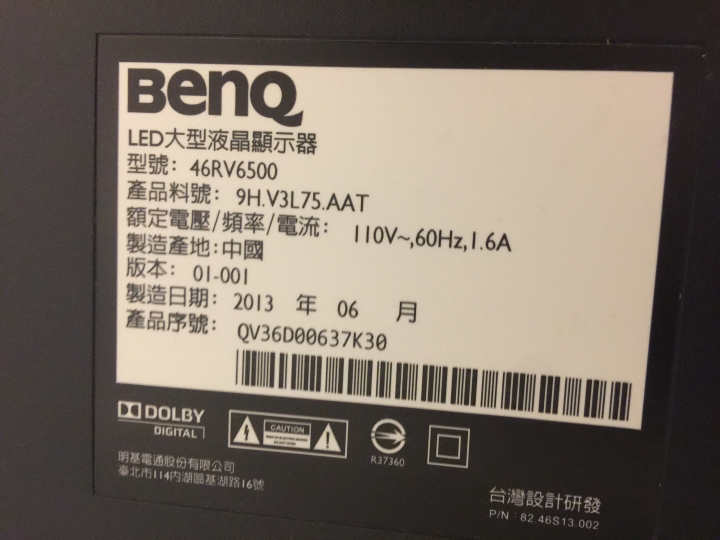 BenQ
LED大型液晶顯示器
型號: 46RV6500
產品料號: 9H.V3L75.AAT
額定電壓/頻率/電流: 110V~,60Hz,1.6A
製造產地:中國
版本: 01-001
製造日期: 2013 年 06 月
產品序號: QV36D00637K30
DOLBY
DIGITAL
CAUTION
R37360
明基電通股份有限公司
臺北市114內湖區基湖路16號
台灣設計研發
P/N : 82.46S13.002